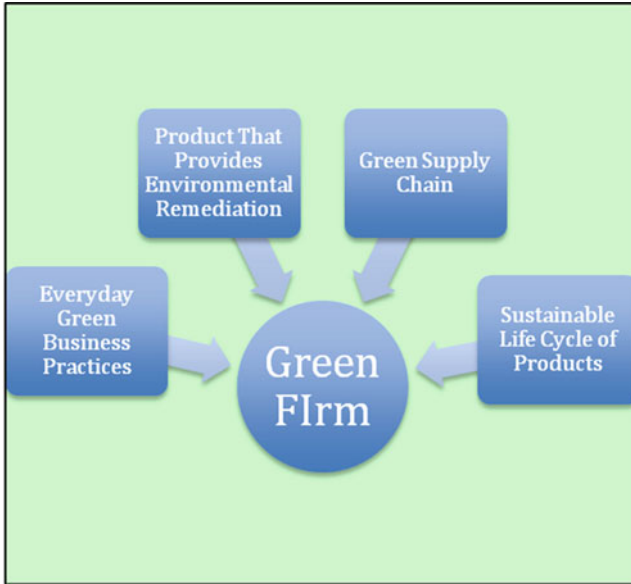 Product That
Provides
Environmental
Remediation
Green Supply
Chain
Everyday
Green
Business
Practices
Sustainable
Life Cycle of
Products
Green
FIrm